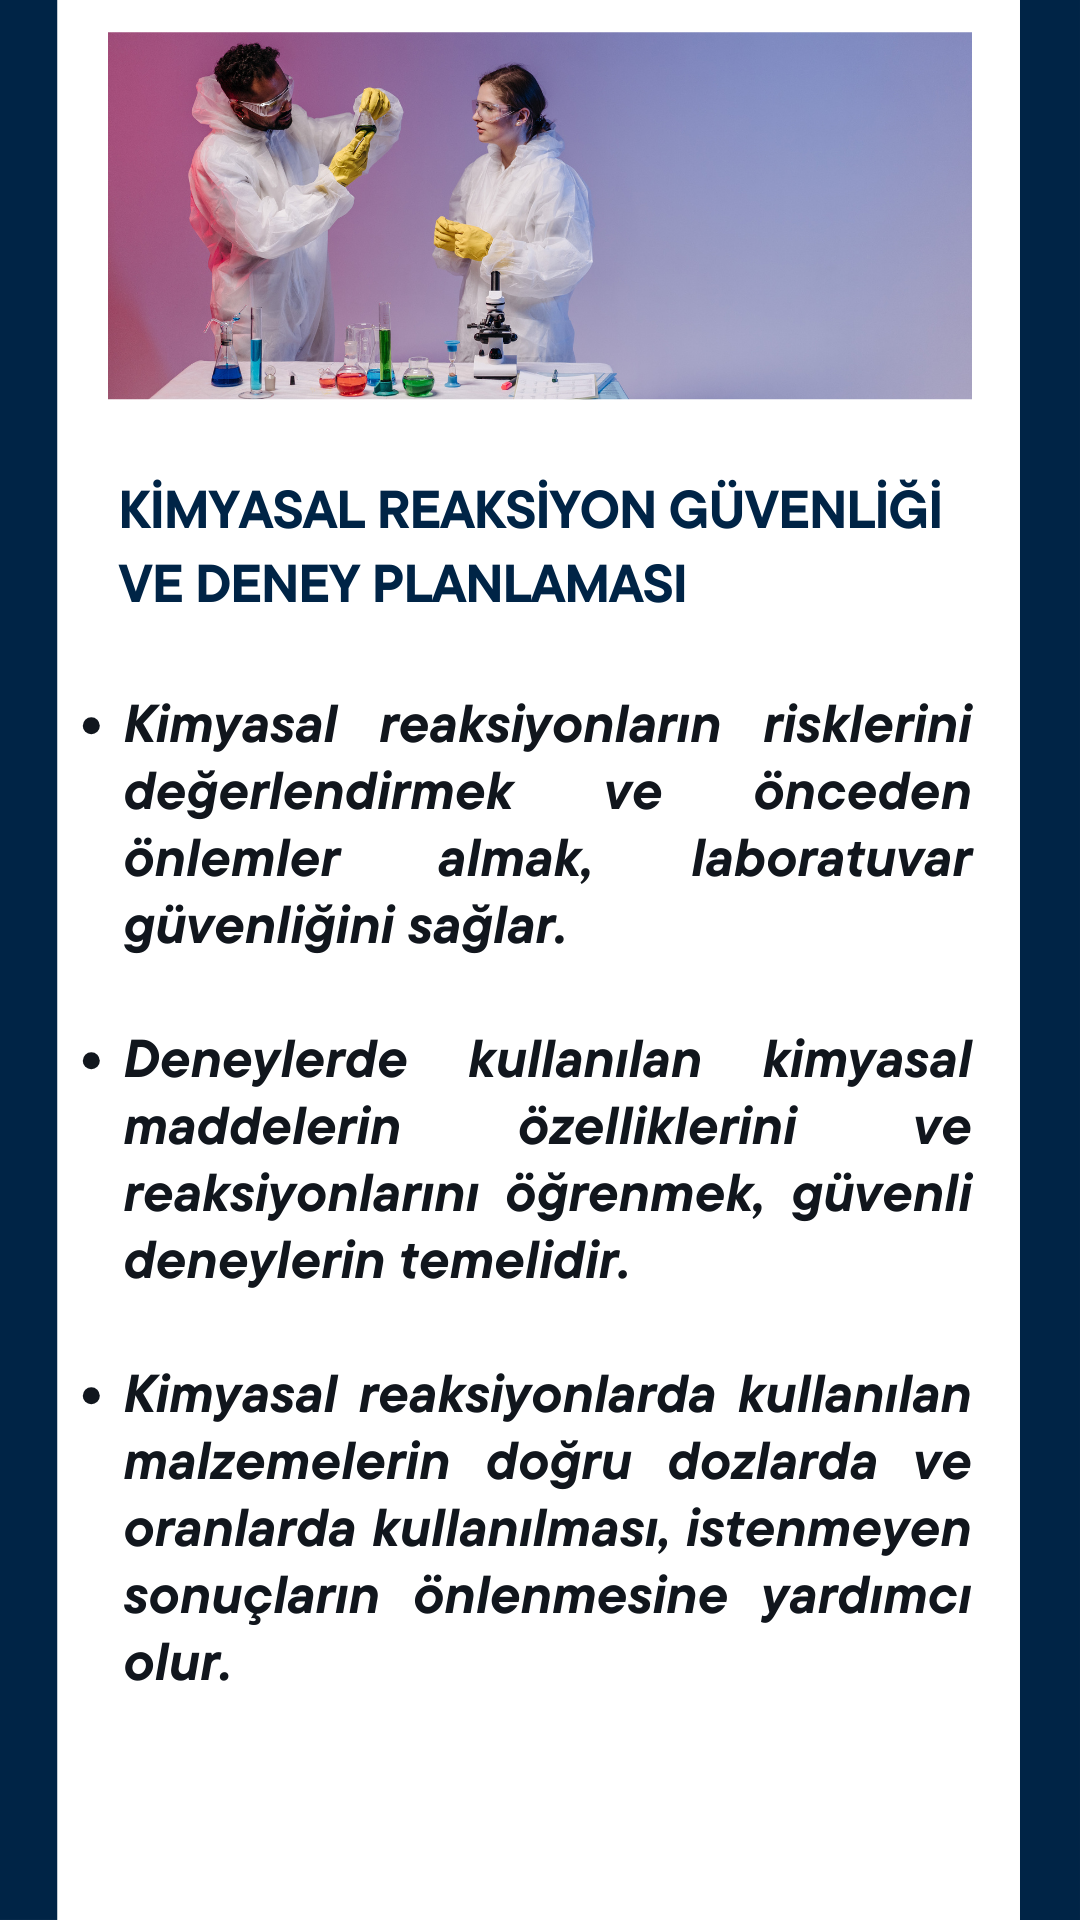 KİMYASAL REAKSİYON GÜVENLİĞİ
VE DENEY PLANLAMASI
• Kimyasal reaksiyonların risklerini
değerlendirmek ve önceden
önlemler almak, laboratuvar
güvenliğini sağlar.
• Deneylerde kullanılan kimyasal
maddelerin özelliklerini ve
reaksiyonlarını öğrenmek, güvenli
deneylerin temelidir.
• Kimyasal reaksiyonlarda kullanılan
malzemelerin doğru dozlarda ve
oranlarda kullanılması, istenmeyen
sonuçların önlenmesine yardımcı
olur.